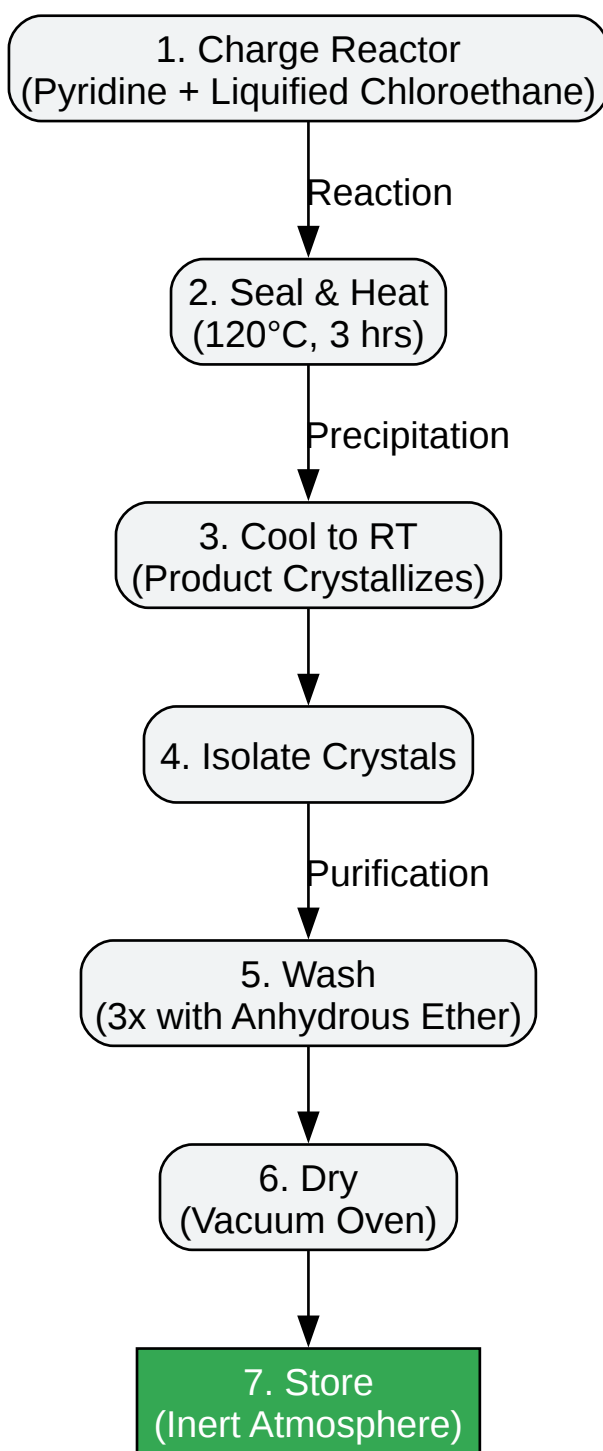 1. Charge Reactor
(Pyridine + Liquified Chloroethane)
Reaction
2. Seal & Heat
(120°C, 3 hrs)
Precipitation
3. Cool to RT
(Product Crystallizes)
4. Isolate Crystals
Purification
5. Wash
(3x with Anhydrous Ether)
6. Dry
(Vacuum Oven)
7. Store
(Inert Atmosphere)